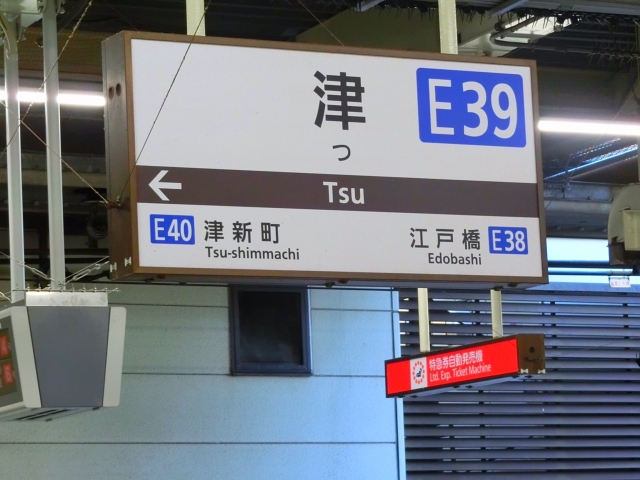 津
E39
つ
Tsu
E40 津新町
Tsu-shimmachi
江戸橋 E38
Edobashi
特急券自動発売機
Ltd. Exp. Ticket Machine